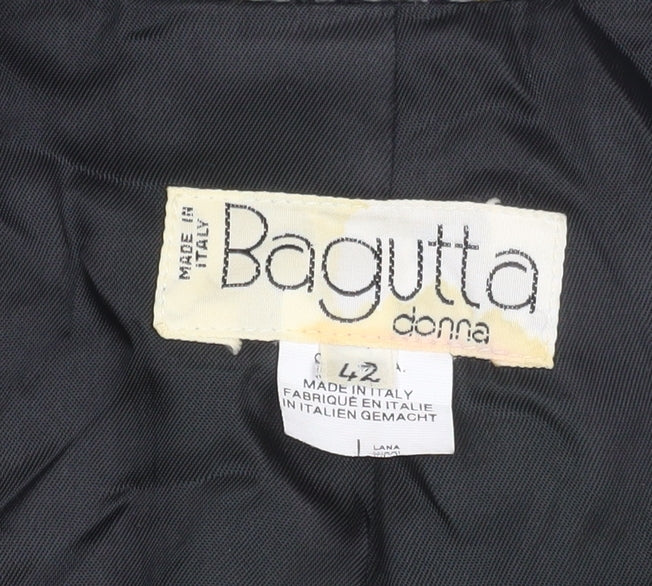 MADE IN
ITALY
Bagutta
donna
42
MADE IN ITALY
FABRIQUÉ EN ITALIE
IN ITALIEN GEMACHT
LANA